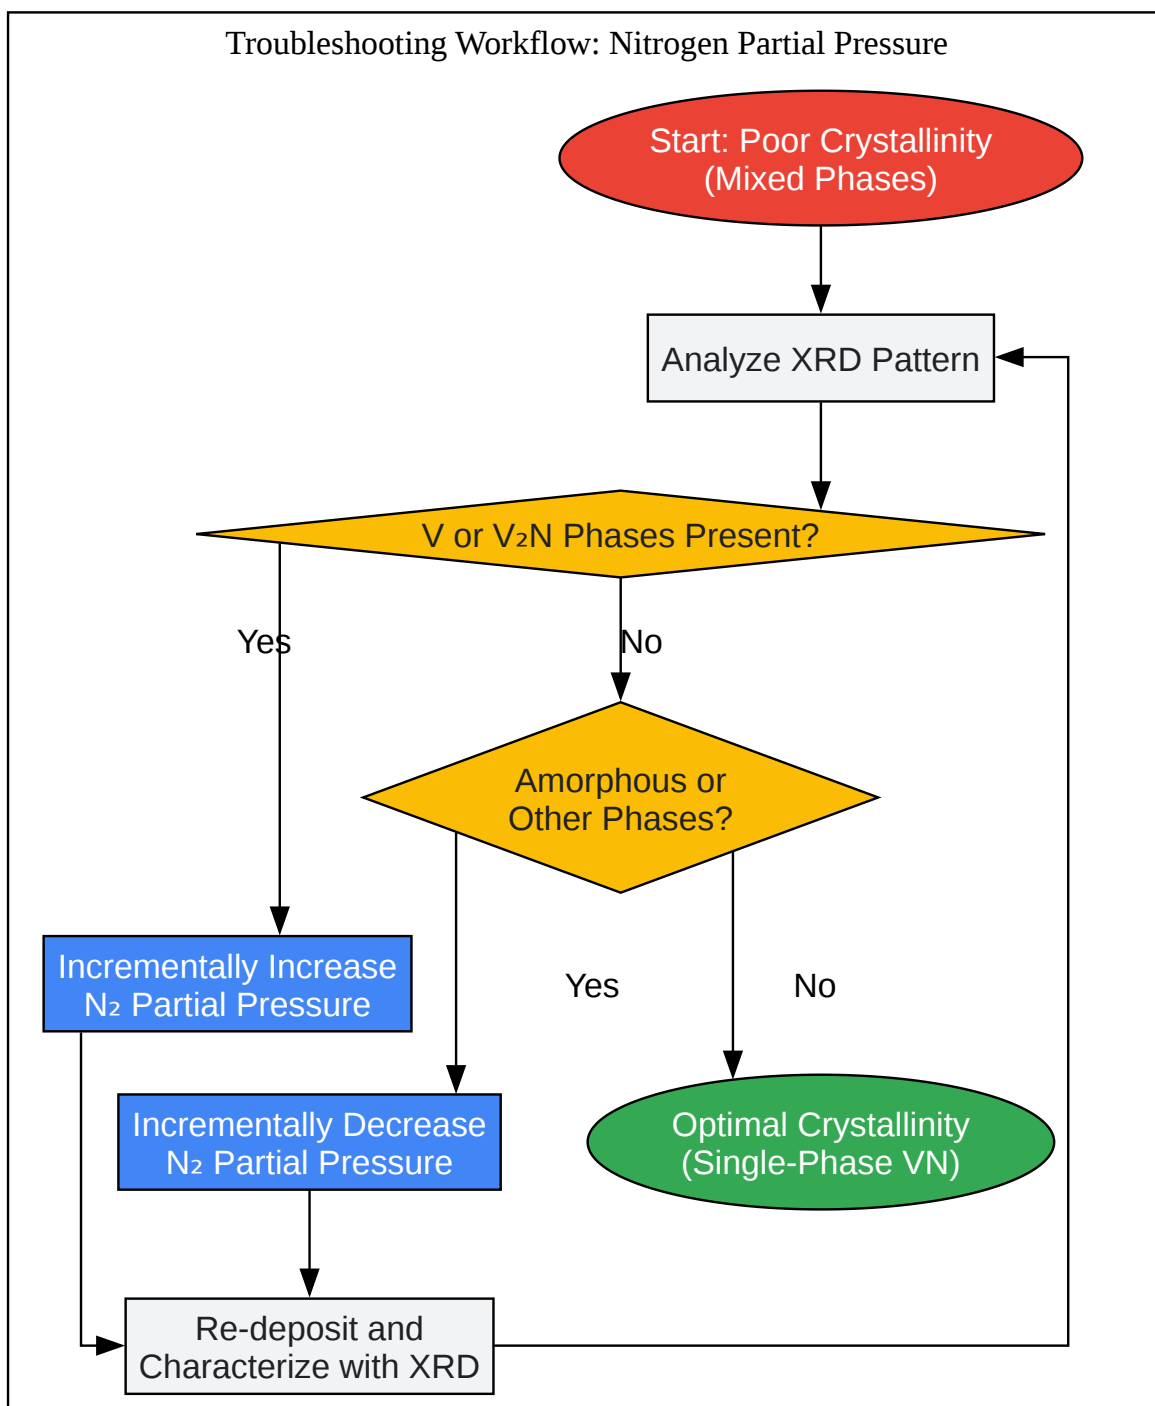 Troubleshooting Workflow: Nitrogen Partial Pressure
Start: Poor Crystallinity
(Mixed Phases)
Analyze XRD Pattern
V or V₂N Phases Present?
Yes
No
Amorphous or
Other Phases?
Incrementally Increase
N₂ Partial Pressure
Yes
No
Incrementally Decrease
N₂ Partial Pressure
Optimal Crystallinity
(Single-Phase VN)
Re-deposit and
Characterize with XRD